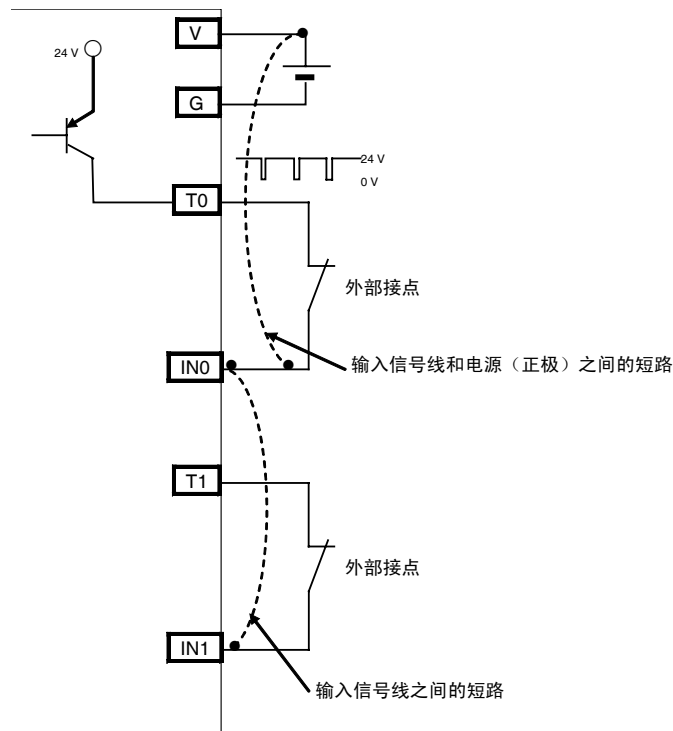 V
24 V
G
24 V
0 V
T0
外部接点
输入信号线和电源（正极）之间的短路
IN0
T1
外部接点
IN1
输入信号线之间的短路